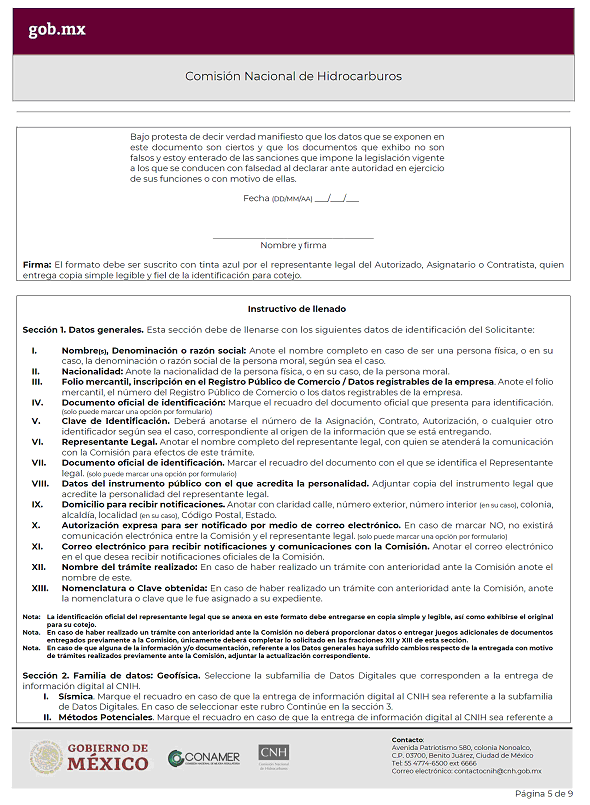 gob.mx
Comisión Nacional de Hidrocarburos
Bajo protesta de decir verdad manifiesto que los datos que se exponen en
este documento son ciertos y que los documentos que exhibo no son
falsos y estoy enterado de las sanciones que impone la legislación vigente
a los que se conducen con falsedad al declarar ante autoridad en ejercicio
de sus funciones o con motivo de ellas.
Fecha (DD/MM/AA) ___/___/___
Nombre y firma
Firma: El formato debe ser suscrito con tinta azul por el representante legal del Autorizado, Asignatario o Contratista, quien
entrega copia simple legible y fiel de la identificación para cotejo.
Instructivo de llenado
Sección 1. Datos generales. Esta sección debe de llenarse con los siguientes datos de identificación del Solicitante:
I. Nombre(s), Denominación o razón social: Anote el nombre completo en caso de ser una persona física, o en su
caso, la denominación o razón social de la persona moral, según sea el caso.
II. Nacionalidad: Anote la nacionalidad de la persona física, o en su caso, de la persona moral.
III. Folio mercantil, inscripción en el Registro Público de Comercio / Datos registrables de la empresa. Anote el folio
mercantil, el número del Registro Público de Comercio o los datos registrables de la empresa.
IV. Documento oficial de identificación: Marque el recuadro del documento oficial que presenta para identificación.
(solo puede marcar una opción por formulario)
V. Clave de Identificación. Deberá anotarse el número de la Asignación, Contrato, Autorización, o cualquier otro
identificador según sea el caso, correspondiente al origen de la información que se está entregando.
VI. Representante Legal. Anotar el nombre completo del representante legal, con quien se atenderá la comunicación
con la Comisión para efectos de este trámite.
VII. Documento oficial de identificación. Marcar el recuadro del documento con el que se identifica el Representante
legal. (solo puede marcar una opción por formulario)
VIII. Datos del instrumento público con el que acredita la personalidad. Adjuntar copia del instrumento legal que
acredite la personalidad del representante legal.
IX. Domicilio para recibir notificaciones. Anotar con claridad calle, número exterior, número interior (en su caso), colonia,
alcaldía, localidad (en su caso), Código Postal, Estado.
X. Autorización expresa para ser notificado por medio de correo electrónico. En caso de marcar NO, no existirá
comunicación electrónica entre la Comisión y el representante legal. (solo puede marcar una opción por formulario)
XI. Correo electrónico para recibir notificaciones y comunicaciones con la Comisión. Anotar el correo electrónico
en el que desea recibir notificaciones oficiales de la Comisión.
XII. Nombre del trámite realizado: En caso de haber realizado un trámite con anterioridad ante la Comisión anote el
nombre de este.
XIII. Nomenclatura o Clave obtenida: En caso de haber realizado un trámite con anterioridad ante la Comisión, anote
la nomenclatura o clave que le fue asignado a su expediente.
Nota: La identificación oficial del representante legal que se anexa en este formato debe entregarse en copia simple y legible, así como exhibirse el original
para su cotejo.
Nota. En caso de haber realizado un trámite con anterioridad ante la Comisión no deberá proporcionar datos o entregar juegos adicionales de documentos
entregados previamente a la Comisión, únicamente deberá completar lo solicitado en las fracciones XII y XIII de esta sección.
Nota. En caso de que alguna de la información y/o documentación, referente a los Datos generales haya sufrido cambios respecto de la entregada con motivo
de trámites realizados previamente ante la Comisión, adjuntar la actualización correspondiente.
Sección 2. Familia de datos: Geofísica. Seleccione la subfamilia de Datos Digitales que corresponden a la entrega de
información digital al CNIH.
I. Sísmica. Marque el recuadro en caso de que la entrega de información digital al CNIH sea referente a la subfamilia
de Datos Digitales. En caso de seleccionar este rubro Continúe en la sección 3.
II. Métodos Potenciales. Marque el recuadro en caso de que la entrega de información digital al CNIH sea referente a
GOBIERNO DE
MÉXICO
CONAMER
CNH
Comisión Nacional
de Hidrocarburos
Contacto:
Avenida Patriotismo 580, colonia Nonoalco,
C.P. 03700, Benito Juárez, Ciudad de México
Tel: 55 4774-6500 ext 6666
Correo electrónico: contactocnih@cnh.gob.mx
Página 5 de 9